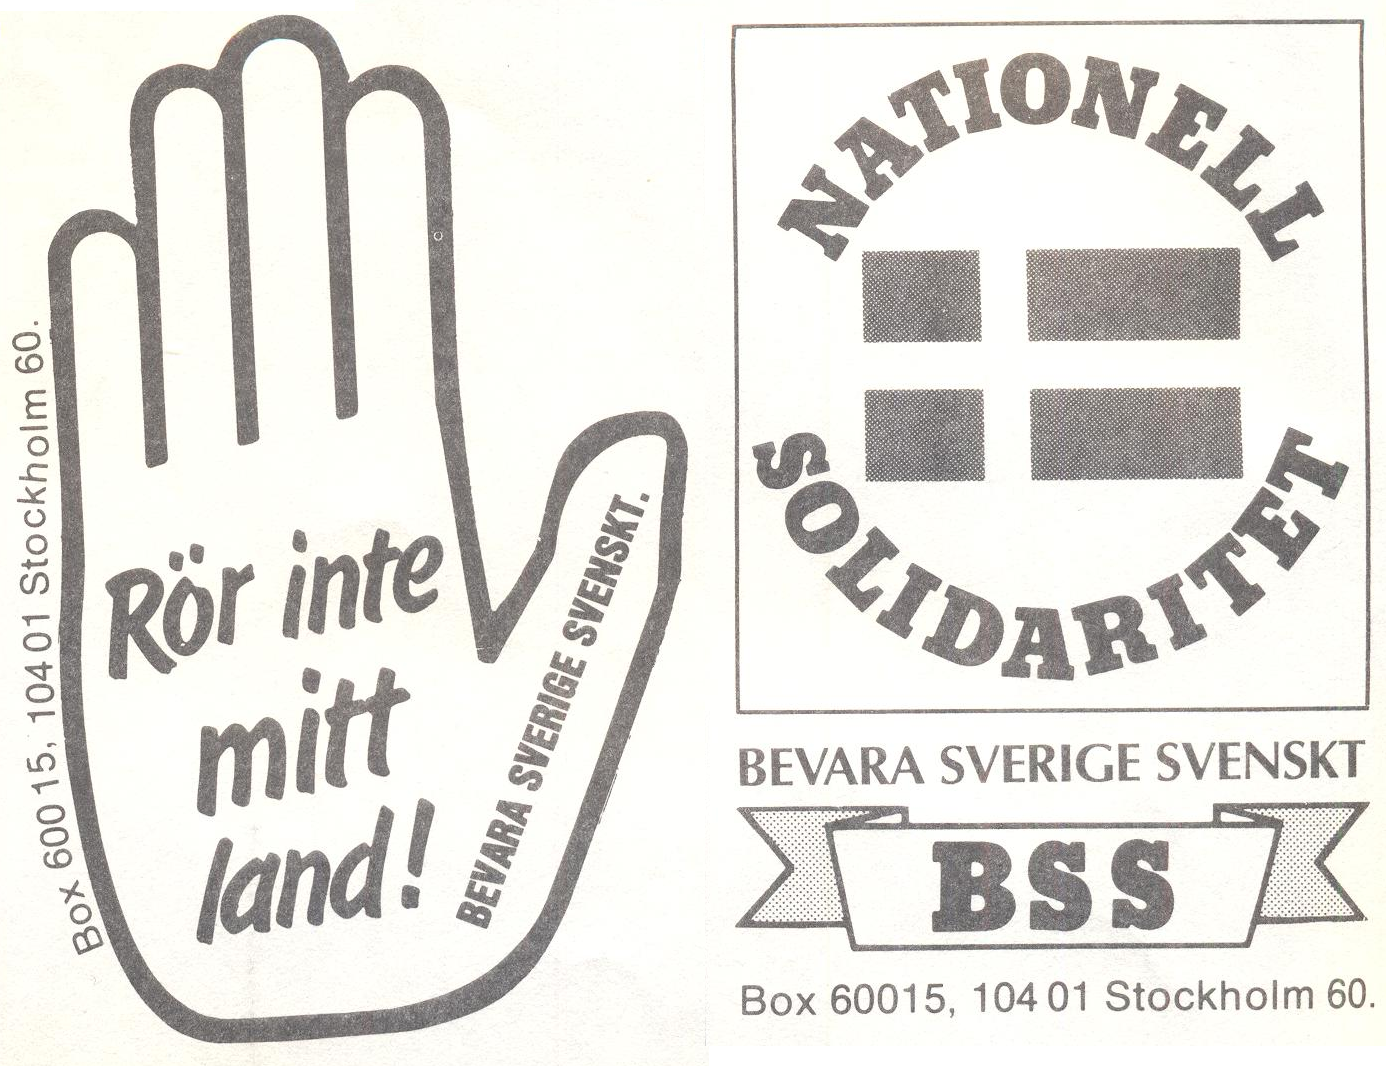 Rör inte
mitt
land!
BEVARA SVERIGE SVENSKT.
Box 600 15, 104 01 Stockholm 60.
NATIONELL
SOLIDARITET
BEVARA SVERIGE SVENSKT
BSS
Box 60015, 104 01 Stockholm 60.